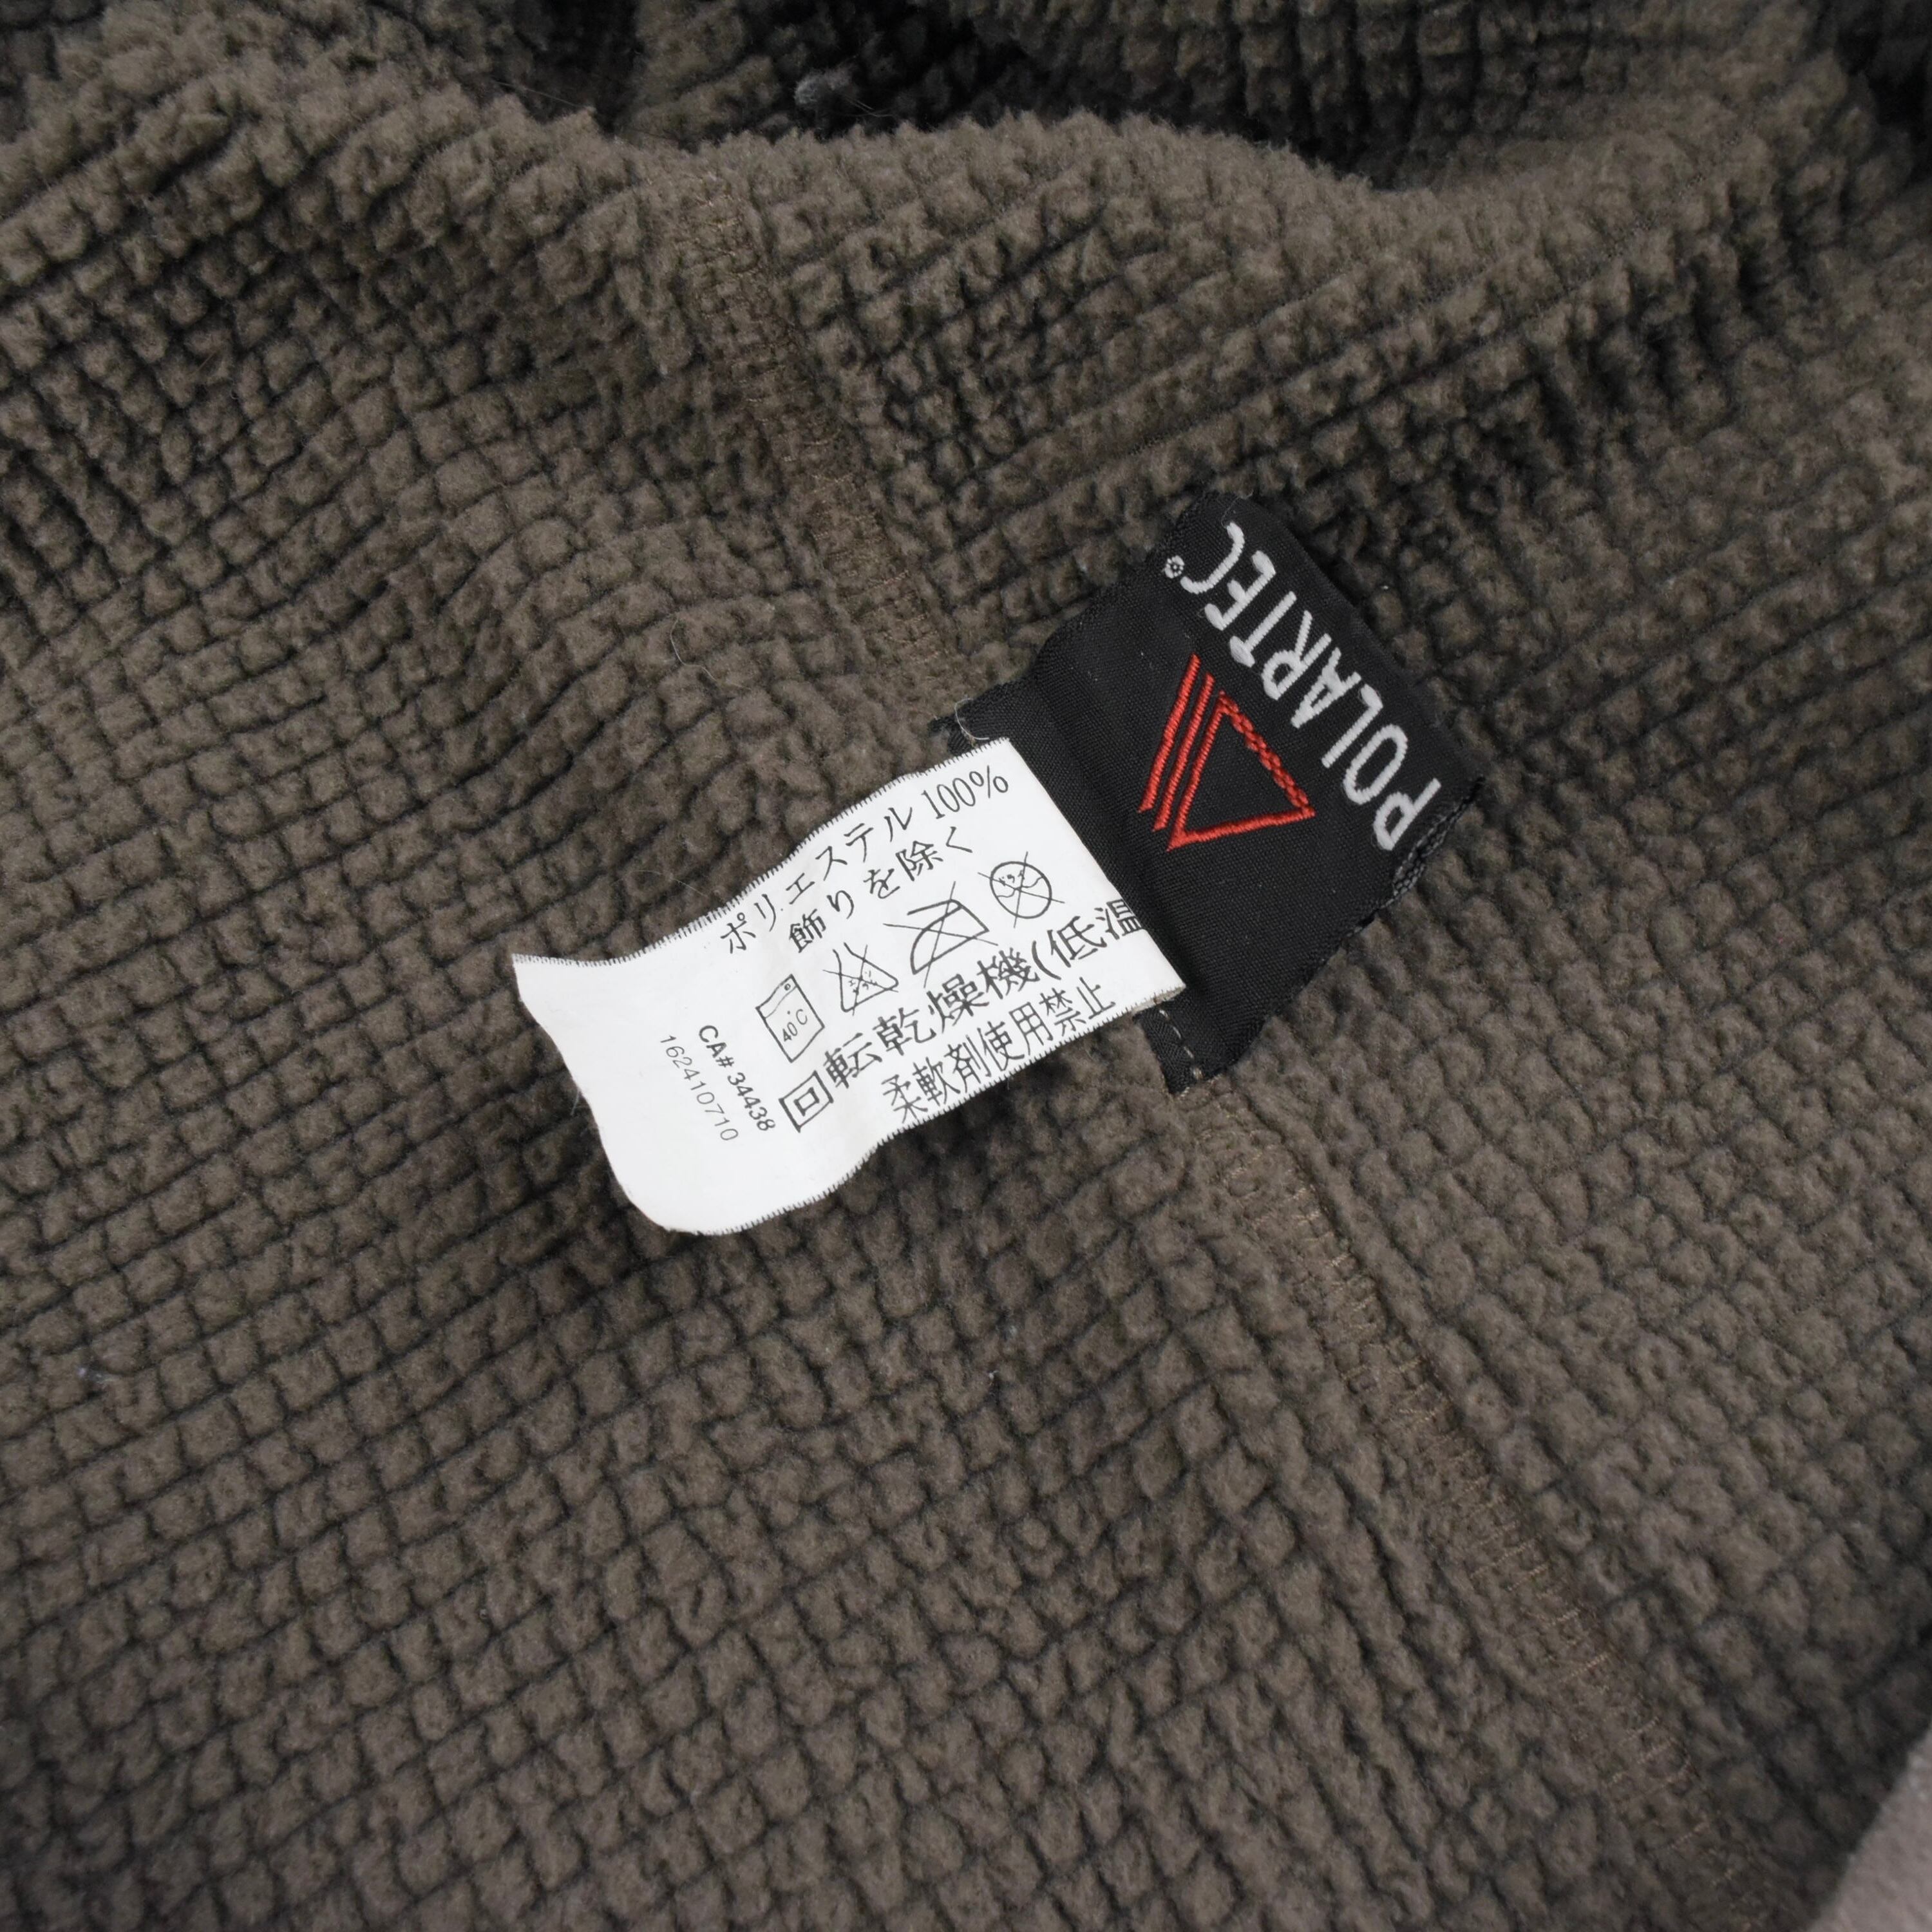 POLARTEC®
ポリエステル 100%
飾りを除く
40℃
回転乾燥機(低温
柔軟剤使用禁止
CA# 34438
162410710